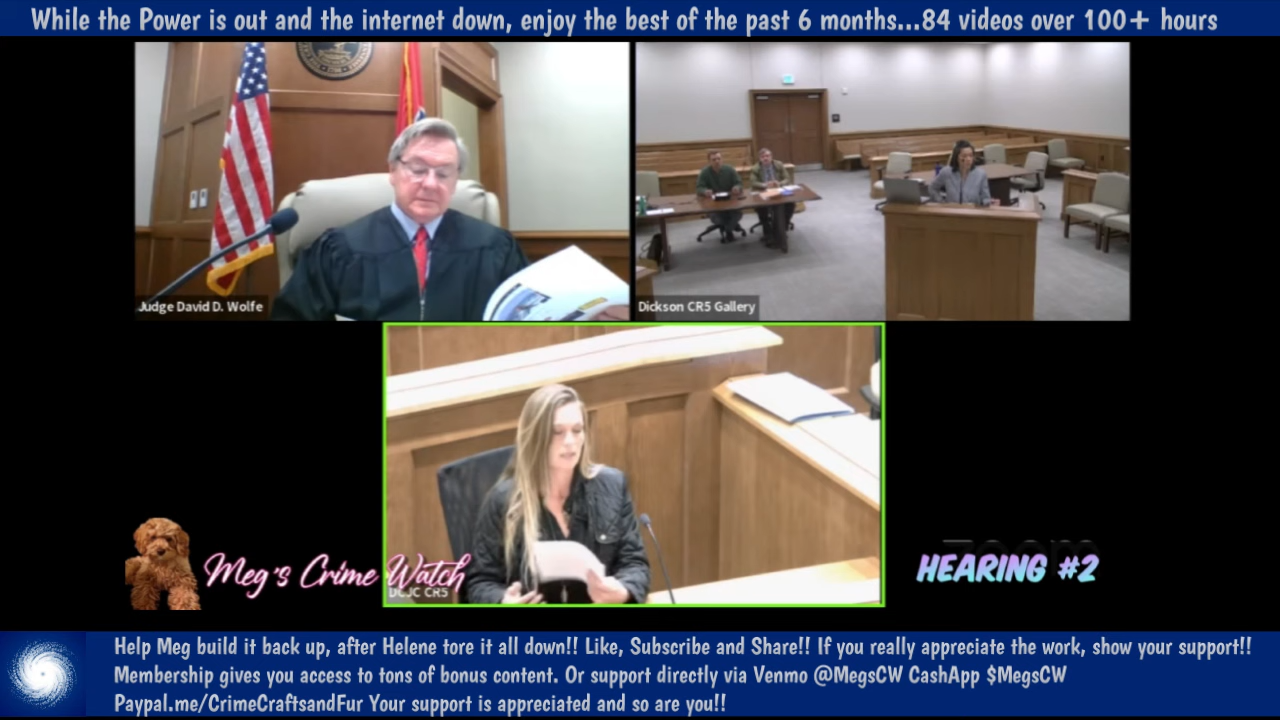 While the Power is out and the internet down, enjoy the best of the past 6 months...84 videos over 100+ hours
Judge David D. Wolfe
Dickson CR5 Gallery
Meg's Crime Watch
DCJC CR5
HEARING #2
Help Meg build it back up, after Helene tore it all down!! Like, Subscribe and Share!! If you really appreciate the work, show your support!!
Membership gives you access to tons of bonus content. Or support directly via Venmo @MegsCW CashApp $MegsCW
Paypal.me/CrimeCraftsandFur Your support is appreciated and so are you!!